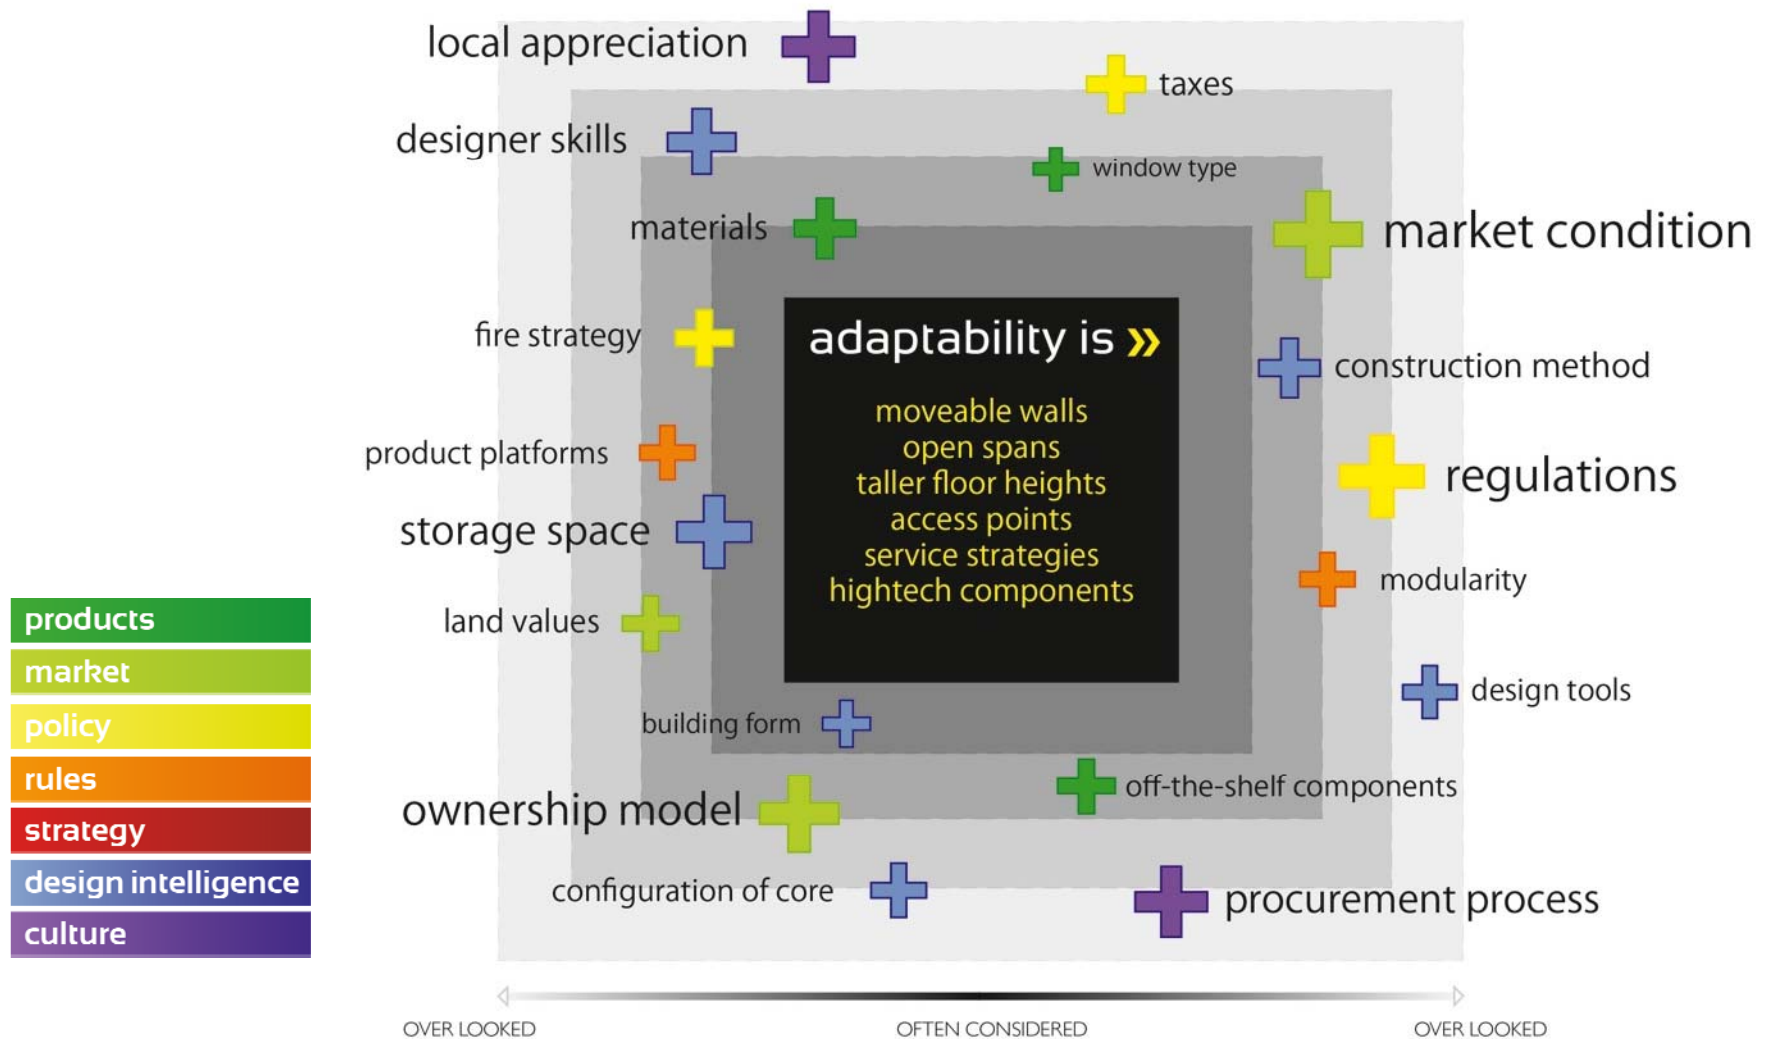 local appreciation
taxes
designer skills
window type
materials
market condition
fire strategy
adaptability is »
construction method
moveable walls
open spans
taller floor heights
access points
service strategies
hightech components
product platforms
regulations
storage space
modularity
land values
design tools
building form
off-the-shelf components
ownership model
configuration of core
procurement process
products
market
policy
rules
strategy
design intelligence
culture
OVER LOOKED
OFTEN CONSIDERED
OVER LOOKED